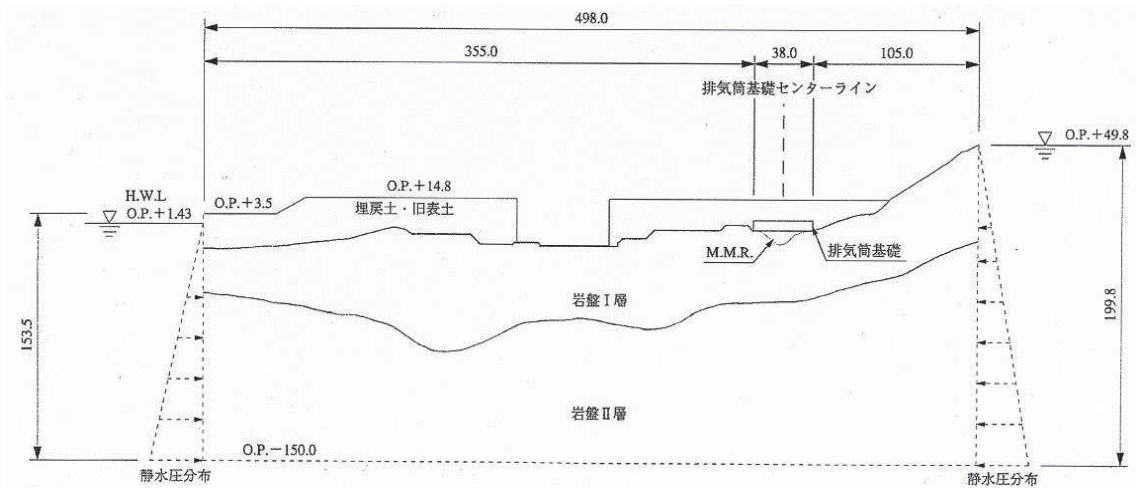 498.0
355.0
38.0
105.0
排気筒基礎センターライン
O.P.+49.8
H.W.L
O.P.+1.43
O.P.+3.5
O.P.+14.8
埋戻土・旧表土
M.M.R.
排気筒基礎
岩盤Ⅰ層
153.5
199.8
岩盤Ⅱ層
O.P.-150.0
静水圧分布
静水圧分布